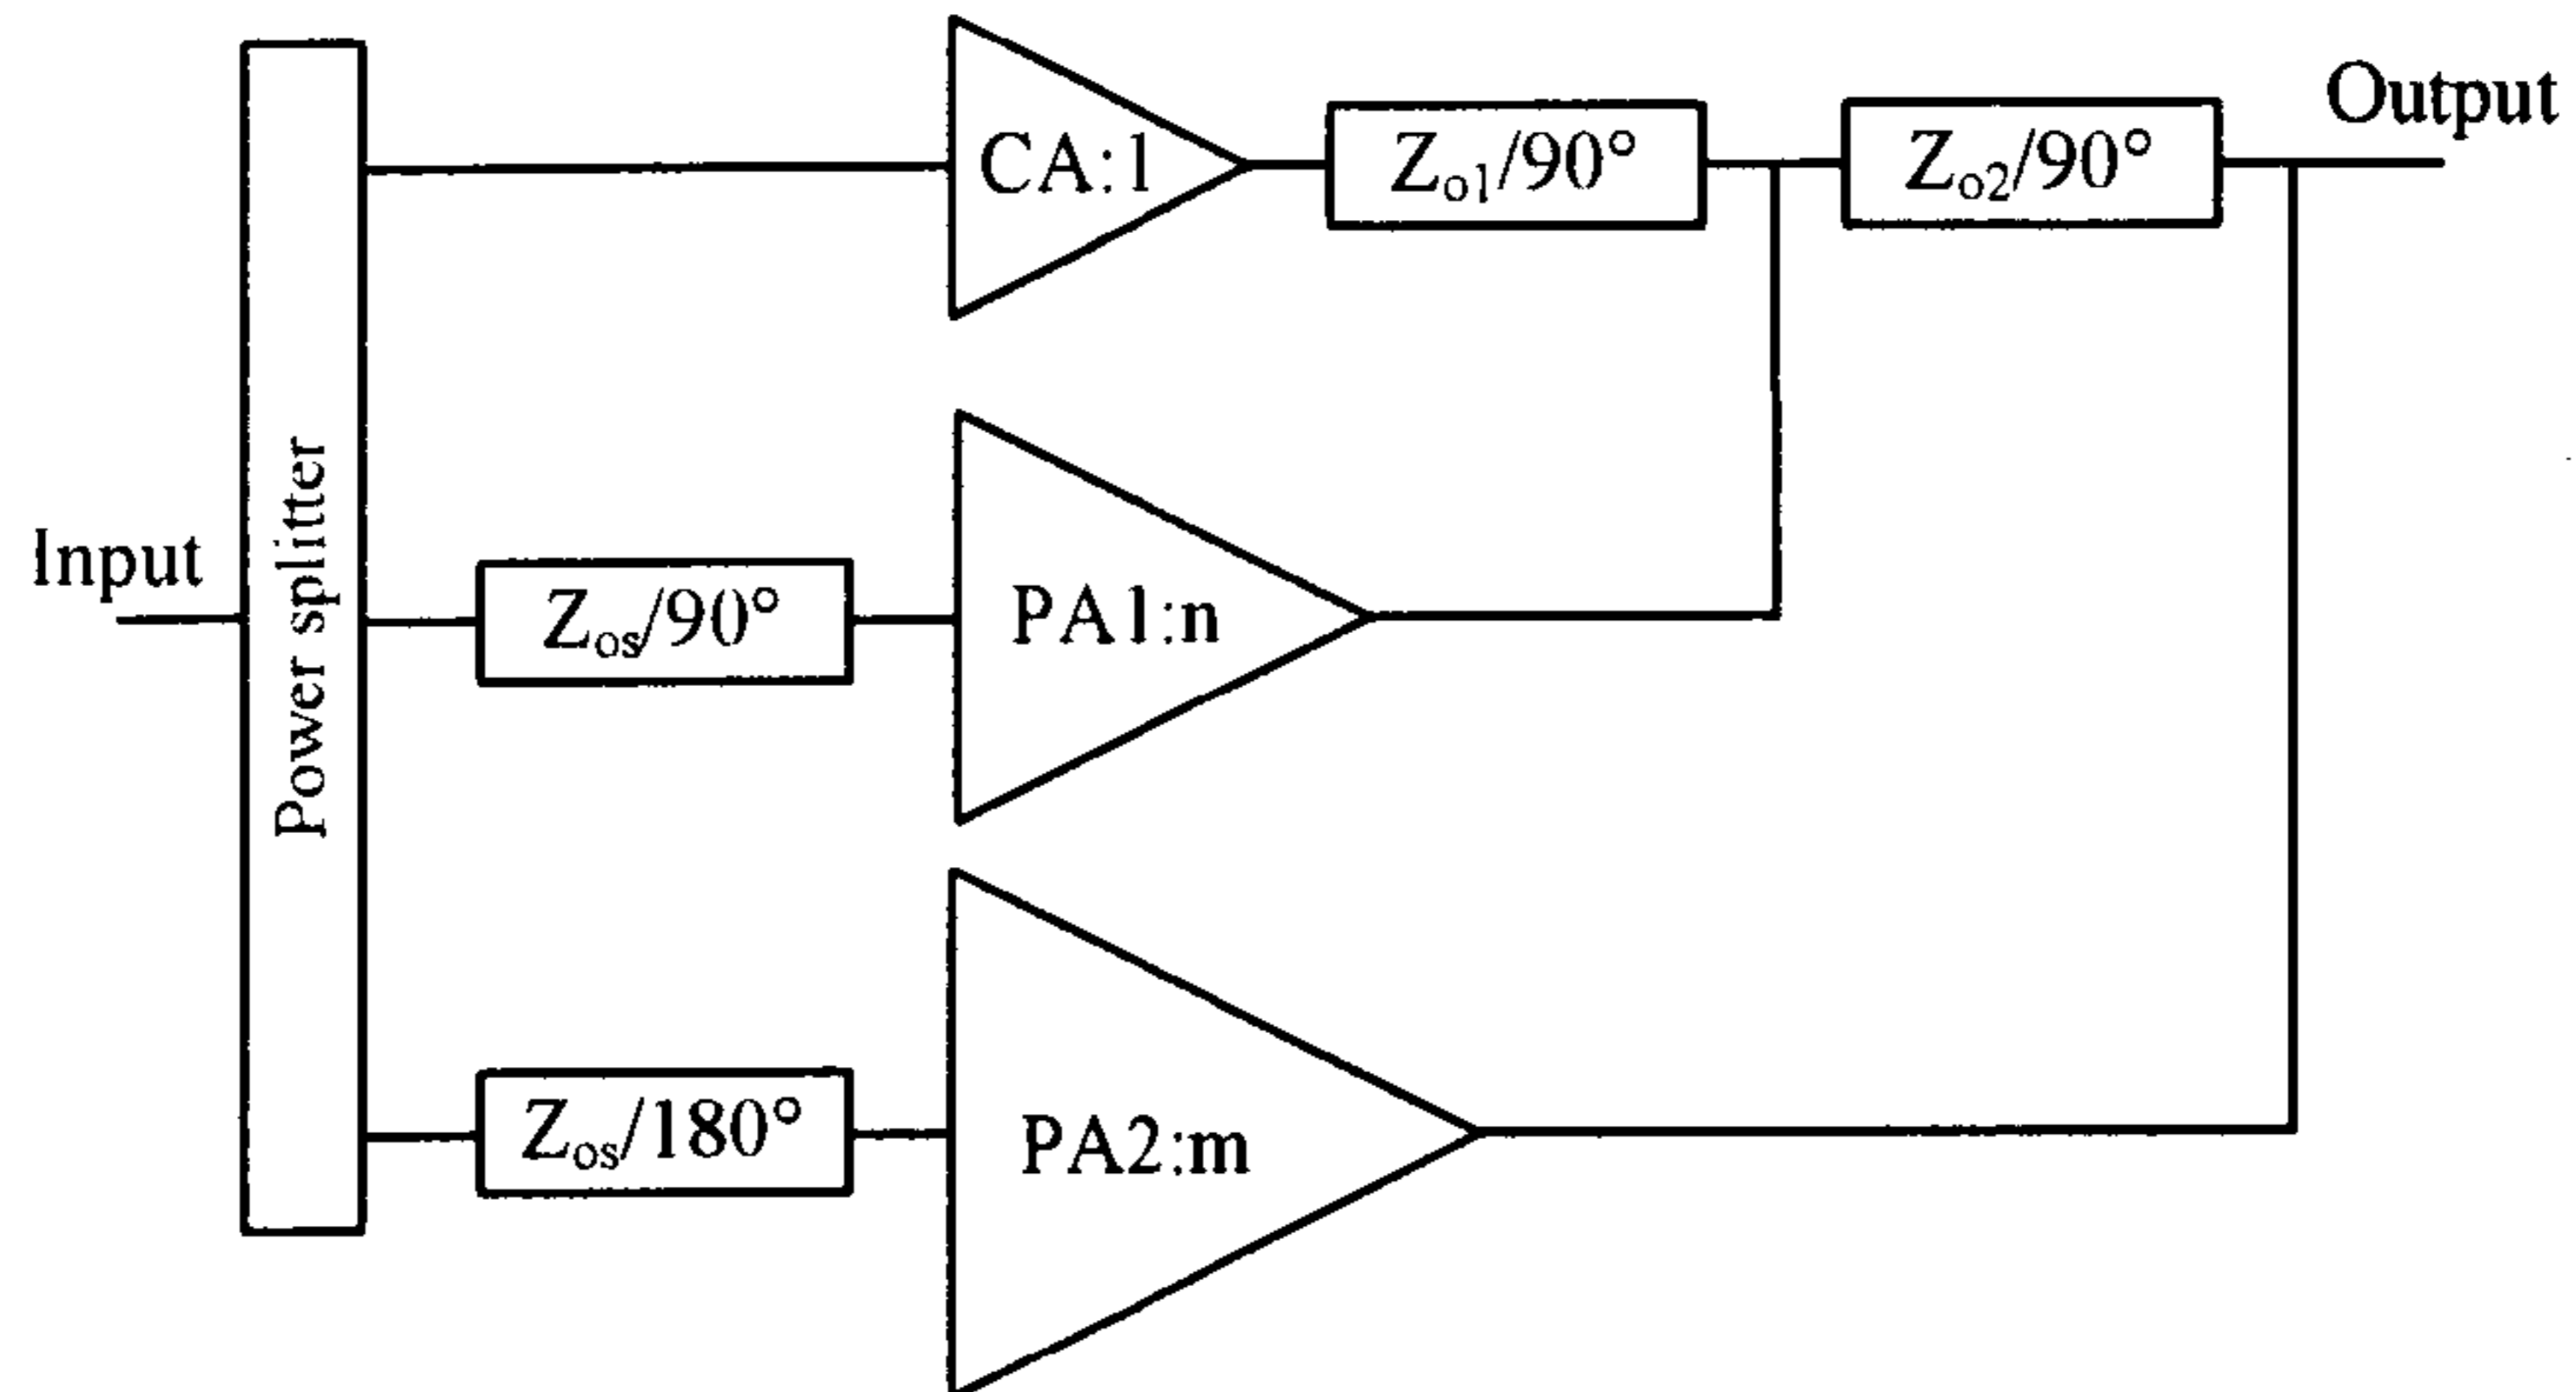 Output
CA:1
Zo1/90°
Zo2/90°
Power splitter
Input
Zos/90°
PA1:n
Zos/180°
PA2:m